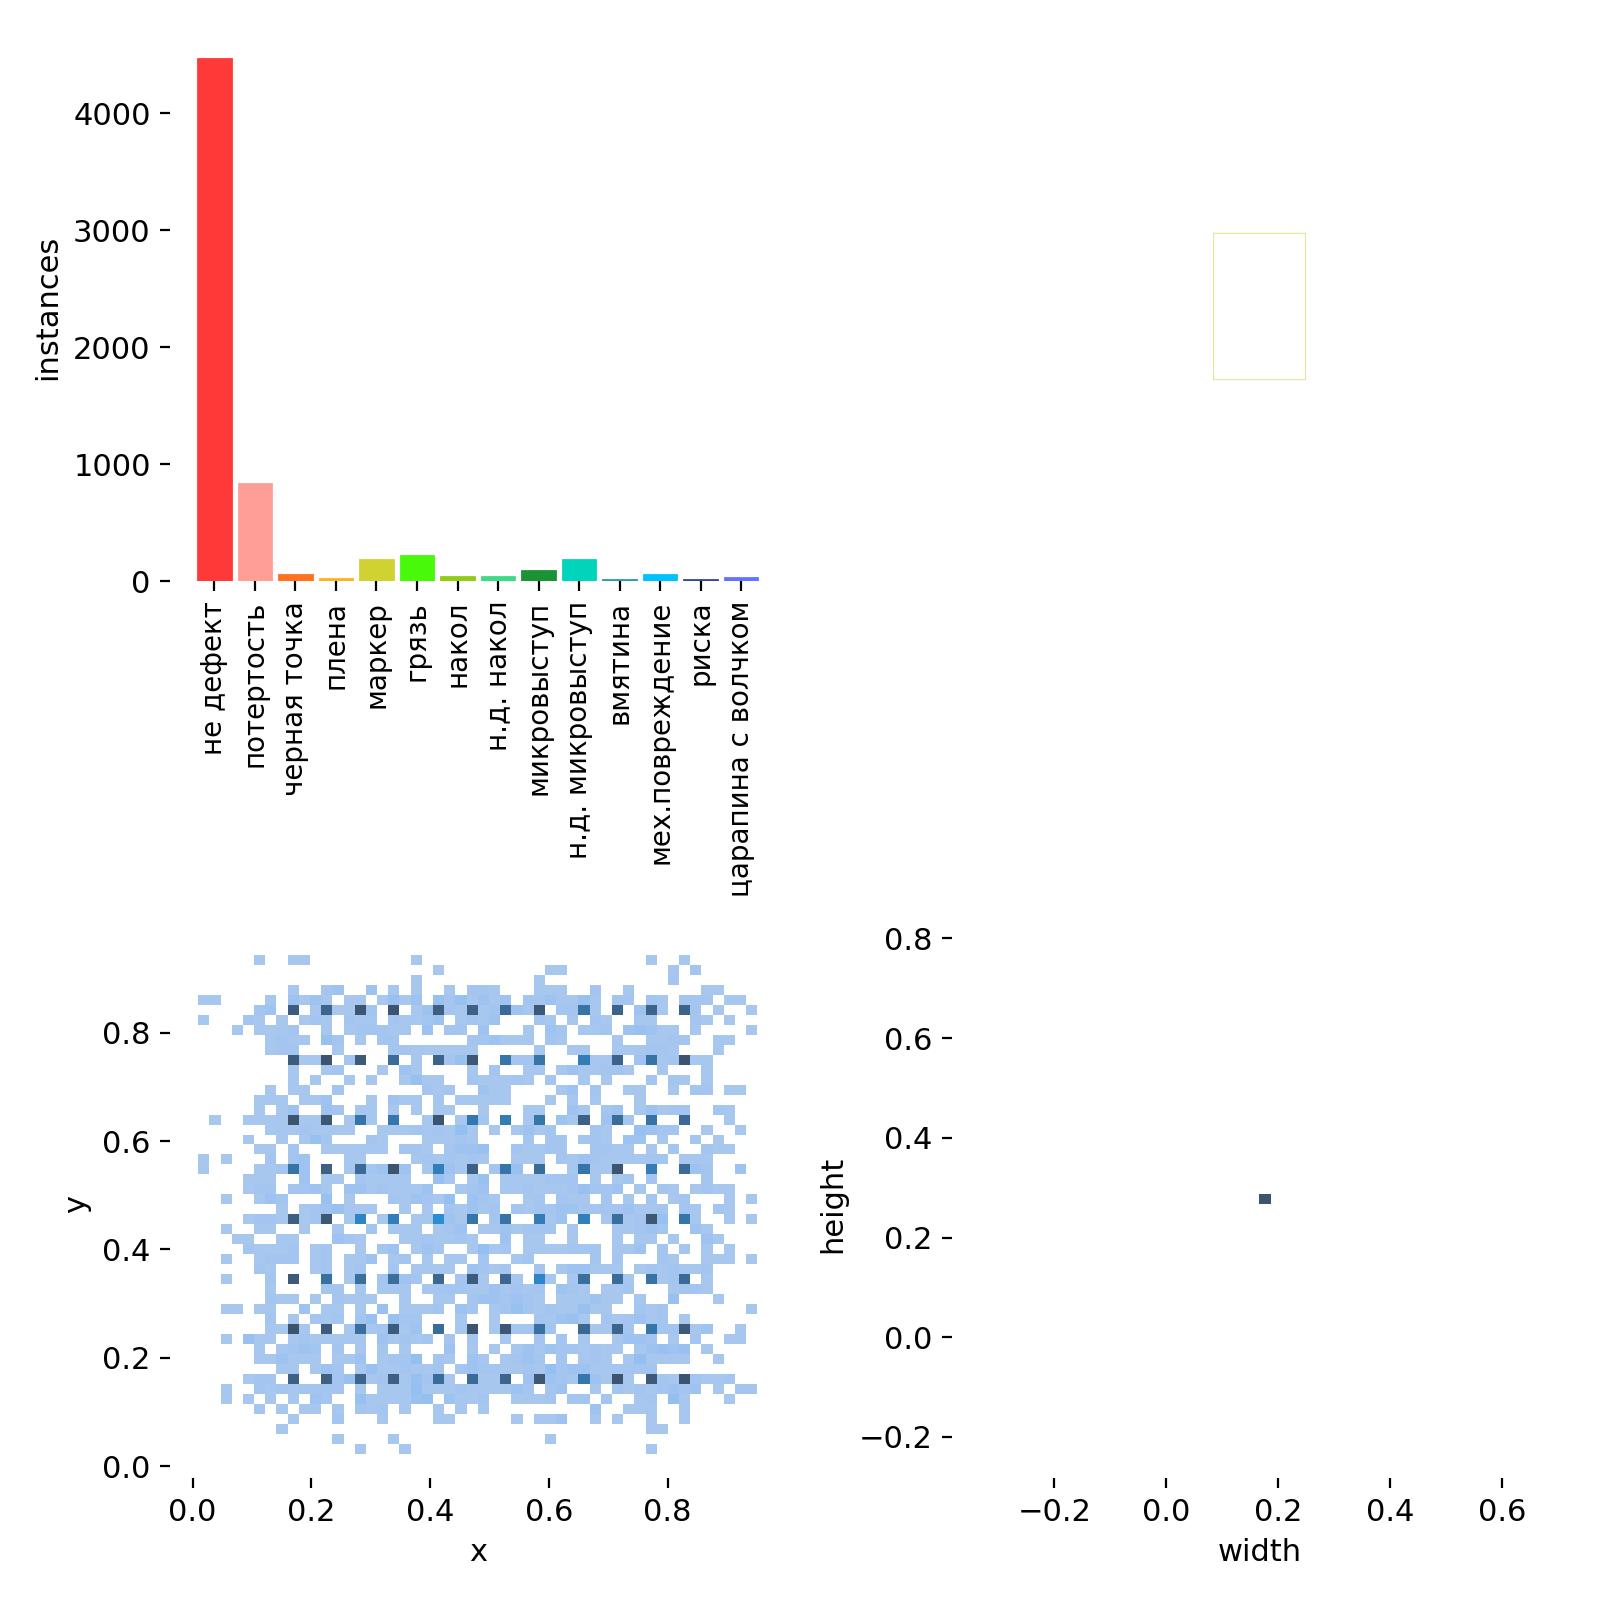 4000
3000
2000
1000
0
instances
не дефект
потертость
черная точка
плена
маркер
грязь
накол
н.д. накол
микровыступ
н.д. микровыступ
вмятина
мех.повреждение
риска
царапина с волчком
0.8
0.6
0.4
0.2
0.0
y
0.0 0.2 0.4 0.6 0.8
x
0.8
0.6
0.4
0.2
0.0
−0.2
height
−0.2 0.0 0.2 0.4 0.6
width